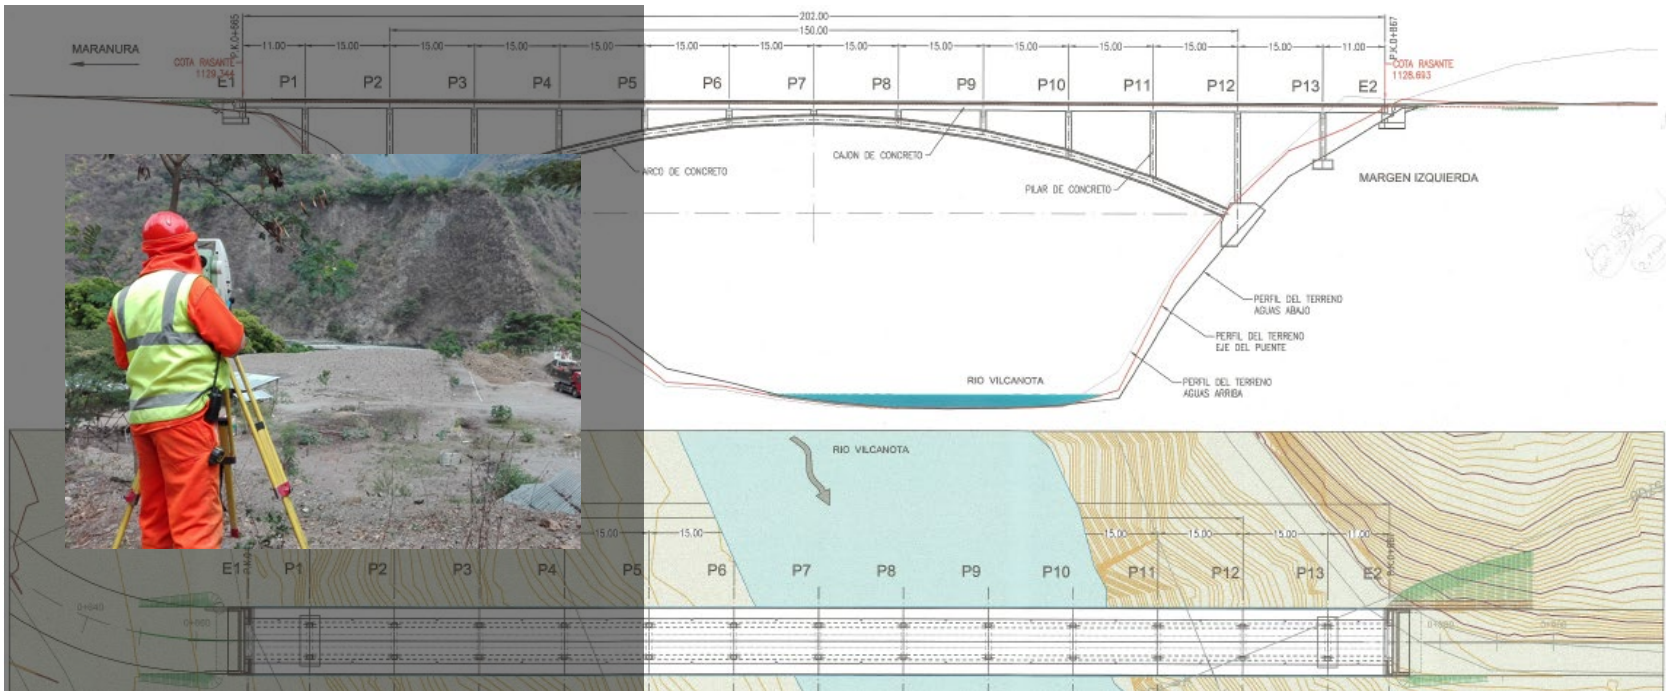 202.00
150.00
MARANURA
P.K.0+665
11.00 15.00 15.00 15.00 15.00 15.00 15.00 15.00 15.00 15.00 15.00 15.00 15.00 11.00
P.K.0+867
COTA RASANTE
1129.344
COTA RASANTE
1128.693
E1 P1 P2 P3 P4 P5 P6 P7 P8 P9 P10 P11 P12 P13 E2
ARCO DE CONCRETO
CAJON DE CONCRETO
PILAR DE CONCRETO
MARGEN IZQUIERDA
PERFIL DEL TERRENO
AGUAS ABAJO
PERFIL DEL TERRENO
EJE DEL PUENTE
PERFIL DEL TERRENO
AGUAS ARRIBA
RIO VILCANOTA
RIO VILCANOTA
15.00 15.00 15.00 15.00 15.00 11.00
E1 P1 P2 P3 P4 P5 P6 P7 P8 P9 P10 P11 P12 P13 E2
0+640
0+660